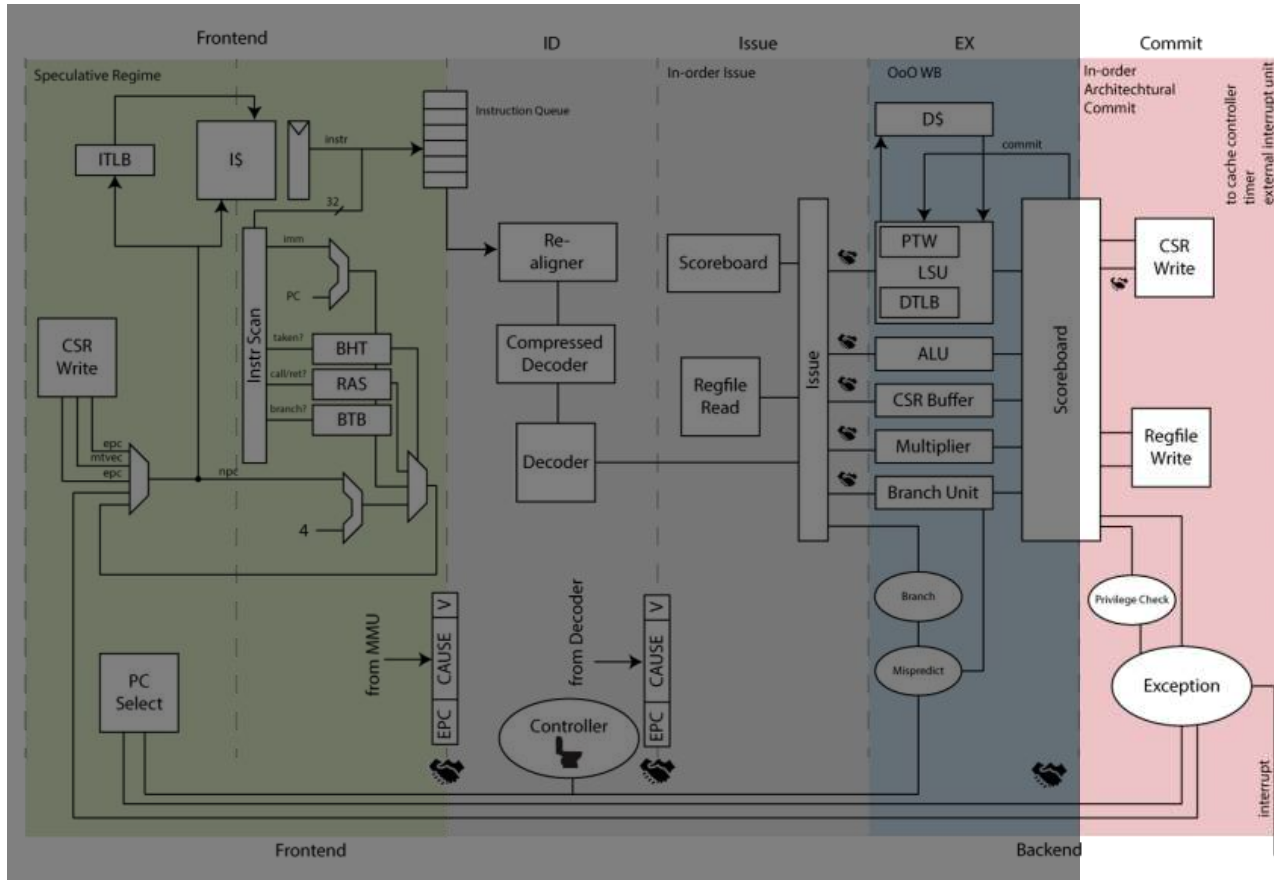 Frontend
ID
Issue
EX
Commit
Speculative Regime
In-order Issue
OoO WB
In-order
Architechtural
Commit
to cache controller
timer
external interrupt unit
ITLB
I$
instr
Instruction Queue
D$
commit
32
imm
PC
Instr Scan
taken?
BHT
call/ret?
RAS
branch?
BTB
CSR
Write
epc
mtvec
epc
npc
4
Re-
aligner
Compressed
Decoder
Decoder
Scoreboard
Regfile
Read
Issue
PTW
LSU
DTLB
ALU
CSR Buffer
Multiplier
Branch Unit
Scoreboard
CSR
Write
Regfile
Write
Branch
Mispredict
Privilege Check
Exception
PC
Select
from MMU
EPC
CAUSE
V
from Decoder
EPC
CAUSE
V
Controller
interrupt
Frontend
Backend